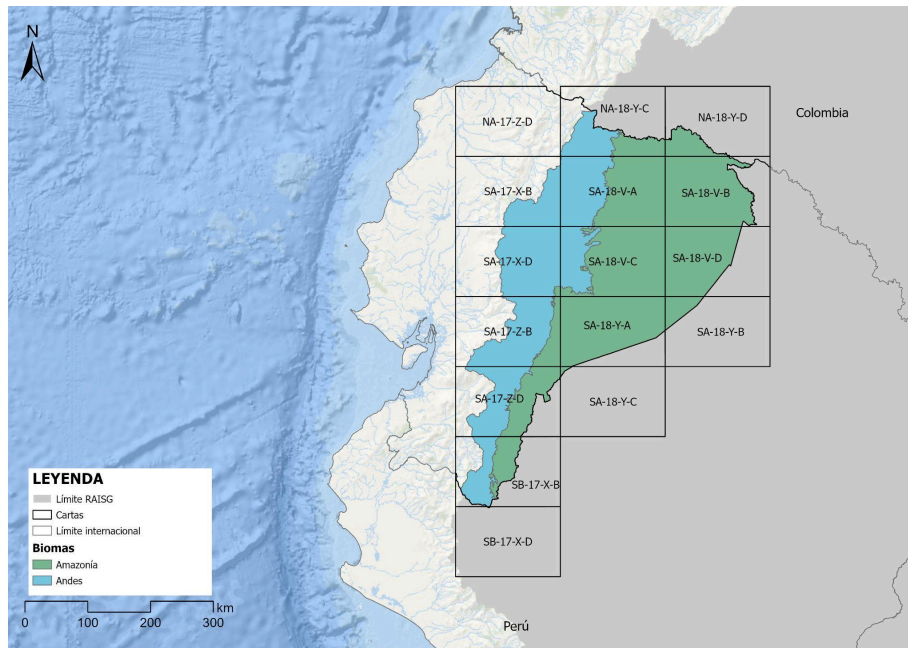 N
NA-17-Z-D
NA-18-Y-C
NA-18-Y-D
Colombia
SA-17-X-B
SA-18-V-A
SA-18-V-B
SA-17-X-D
SA-18-V-C
SA-18-V-D
SA-17-Z-B
SA-18-Y-A
SA-18-Y-B
SA-17-Z-D
SA-18-Y-C
SB-17-X-B
SB-17-X-D
Perú
LEYENDA
Límite RAISG
Cartas
Límite internacional
Biomas
Amazonía
Andes
km
0 100 200 300